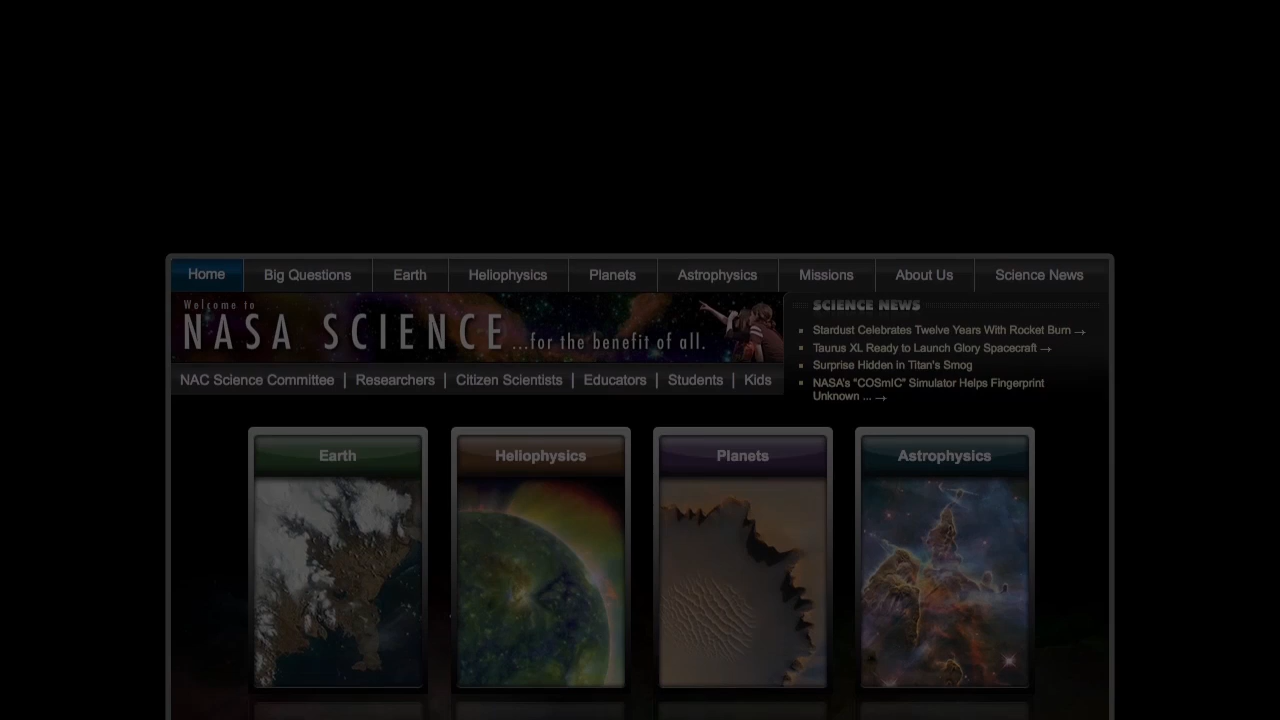 Home Big Questions Earth Heliophysics Planets Astrophysics Missions About Us Science News
Welcome to
NASA SCIENCE ...for the benefit of all.
NAC Science Committee | Researchers | Citizen Scientists | Educators | Students | Kids
SCIENCE NEWS
Stardust Celebrates Twelve Years With Rocket Burn →
Taurus XL Ready to Launch Glory Spacecraft →
Surprise Hidden in Titan's Smog
NASA's "COSmIC" Simulator Helps Fingerprint
Unknown ... →
Earth Heliophysics Planets Astrophysics